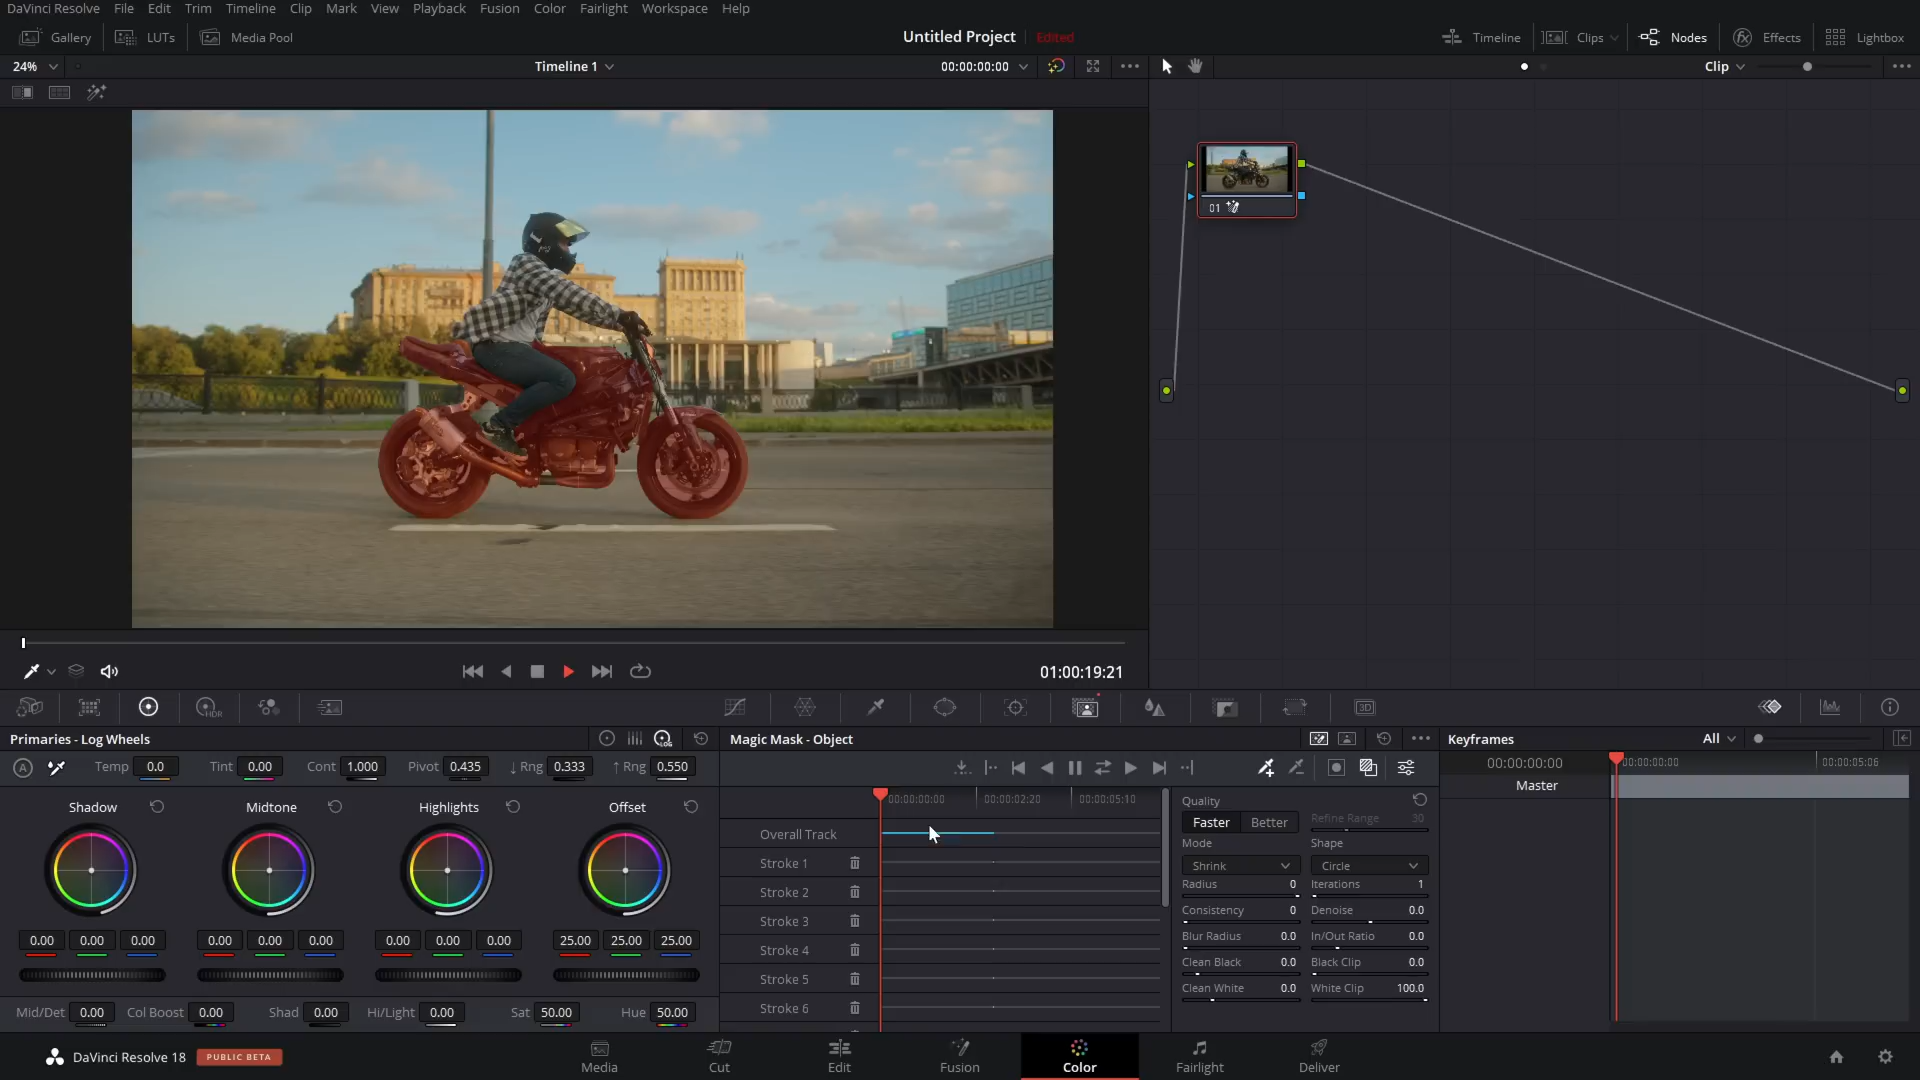 DaVinci Resolve File Edit Trim Timeline Clip Mark View Playback Fusion Color Fairlight Workspace Help
Gallery LUTs Media Pool Untitled Project Edited Timeline Clips Nodes Effects Lightbox
24% Timeline 1 00:00:00:00 Clip
01
01:00:19:21
HDR 3D
Primaries - Log Wheels
LOG
A Temp 0.0 Tint 0.00 Cont 1.000 Pivot 0.435 ↓ Rng 0.333 ↑ Rng 0.550
Shadow Midtone Highlights Offset
0.00 0.00 0.00 0.00 0.00 0.00 0.00 0.00 0.00 25.00 25.00 25.00
Mid/Det 0.00 Col Boost 0.00 Shad 0.00 Hi/Light 0.00 Sat 50.00 Hue 50.00
Magic Mask - Object
00:00:00:00 00:00:02:20 00:00:05:10
Overall Track
Stroke 1
Stroke 2
Stroke 3
Stroke 4
Stroke 5
Stroke 6
Quality
Faster Better Refine Range 30
Mode Shape
Shrink Circle
Radius 0 Iterations 1
Consistency 0 Denoise 0.0
Blur Radius 0.0 In/Out Ratio 0.0
Clean Black 0.0 Black Clip 0.0
Clean White 0.0 White Clip 100.0
Keyframes All
00:00:00:00 00:00:00:00 00:00:05:06
Master
DaVinci Resolve 18 PUBLIC BETA
Media Cut Edit Fusion Color Fairlight Deliver